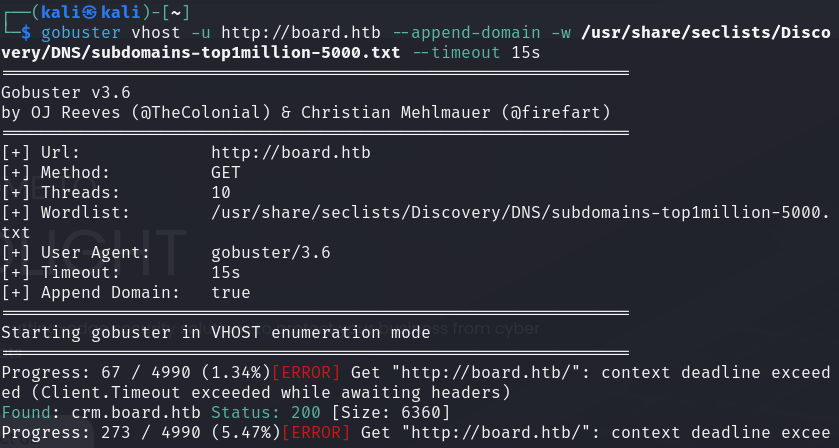 ┌──(kali㉿kali)-[~]
└─$ gobuster vhost -u http://board.htb --append-domain -w /usr/share/seclists/Disco
very/DNS/subdomains-top1million-5000.txt --timeout 15s
===============================================================
Gobuster v3.6
by OJ Reeves (@TheColonial) & Christian Mehlmauer (@firefart)
===============================================================
[+] Url:             http://board.htb
[+] Method:          GET
[+] Threads:         10
[+] Wordlist:        /usr/share/seclists/Discovery/DNS/subdomains-top1million-5000.
txt
[+] User Agent:      gobuster/3.6
[+] Timeout:         15s
[+] Append Domain:   true
===============================================================
Starting gobuster in VHOST enumeration mode
===============================================================
Progress: 67 / 4990 (1.34%)[ERROR] Get "http://board.htb/": context deadline exceed
ed (Client.Timeout exceeded while awaiting headers)
Found: crm.board.htb Status: 200 [Size: 6360]
Progress: 273 / 4990 (5.47%)[ERROR] Get "http://board.htb/": context deadline excee